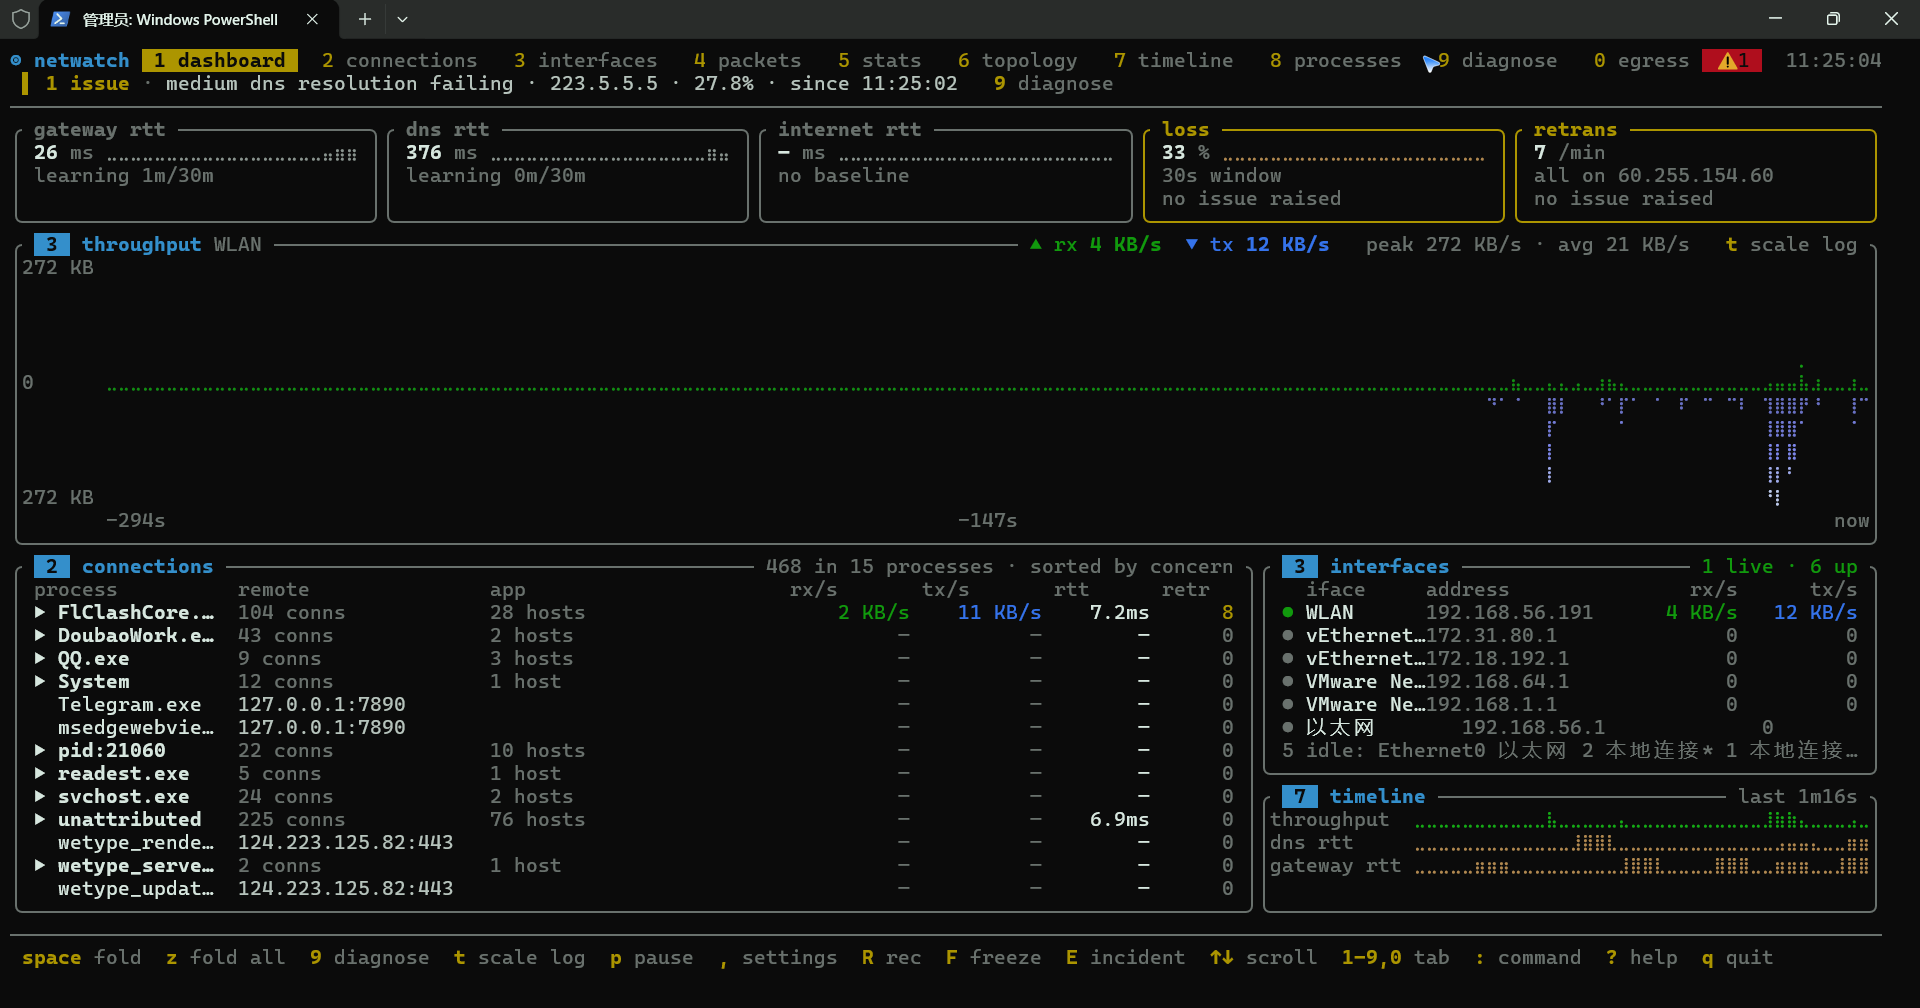 管理员: Windows PowerShell
netwatch 1 dashboard 2 connections 3 interfaces 4 packets 5 stats 6 topology 7 timeline 8 processes 9 diagnose 0 egress ⚠1 11:25:04
1 issue · medium dns resolution failing · 223.5.5.5 · 27.8% · since 11:25:02 9 diagnose
gateway rtt dns rtt internet rtt loss retrans
26 ms 376 ms — ms 33 % 7 /min
learning 1m/30m learning 0m/30m no baseline 30s window all on 60.255.154.60
no issue raised no issue raised
3 throughput WLAN ▲ rx 4 KB/s ▼ tx 12 KB/s peak 272 KB/s · avg 21 KB/s t scale log
272 KB
0
272 KB
-294s -147s now
2 connections 468 in 15 processes · sorted by concern
process remote app rx/s tx/s rtt retr
▶ FlClashCore.… 104 conns 28 hosts 2 KB/s 11 KB/s 7.2ms 8
▶ DoubaoWork.e… 43 conns 2 hosts — — — 0
▶ QQ.exe 9 conns 3 hosts — — — 0
▶ System 12 conns 1 host — — — 0
Telegram.exe 127.0.0.1:7890 — — — 0
msedgewebvie… 127.0.0.1:7890 — — — 0
▶ pid:21060 22 conns 10 hosts — — — 0
▶ readest.exe 5 conns 1 host — — — 0
▶ svchost.exe 24 conns 2 hosts — — — 0
▶ unattributed 225 conns 76 hosts — — 6.9ms 0
wetype_rende… 124.223.125.82:443 — — — 0
▶ wetype_serve… 2 conns 1 host — — — 0
wetype_updat… 124.223.125.82:443 — — — 0
3 interfaces 1 live · 6 up
iface address rx/s tx/s
● WLAN 192.168.56.191 4 KB/s 12 KB/s
● vEthernet…172.31.80.1 0 0
● vEthernet…172.18.192.1 0 0
● VMware Ne…192.168.64.1 0 0
● VMware Ne…192.168.1.1 0 0
● 以太网 192.168.56.1 0
5 idle: Ethernet0 以太网 2 本地连接* 1 本地连接…
7 timeline last 1m16s
throughput
dns rtt
gateway rtt
space fold z fold all 9 diagnose t scale log p pause , settings R rec F freeze E incident ↑↓ scroll 1-9,0 tab : command ? help q quit